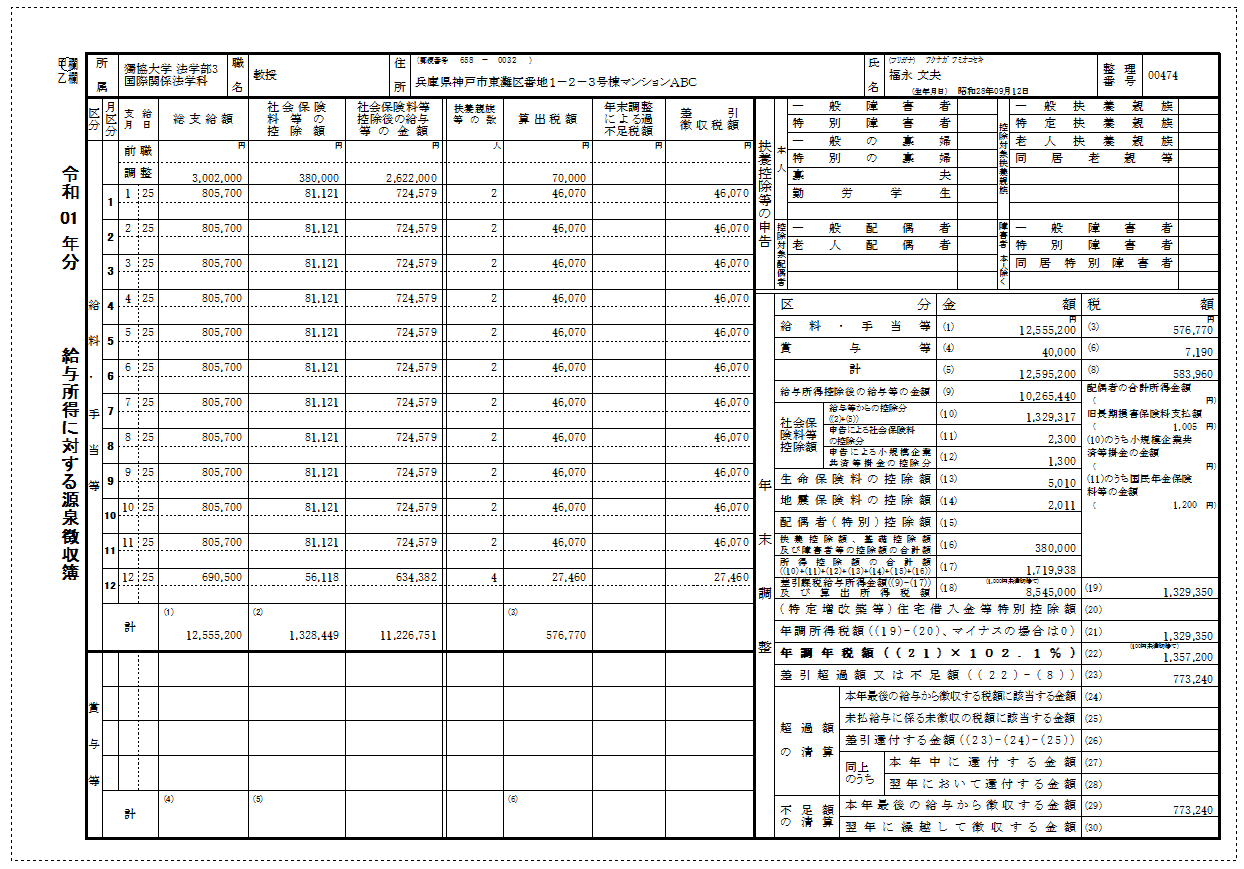 甲欄
乙欄
令和 01 年分
給与所得に対する源泉徴収簿
所属 獨協大学 法学部3
国際関係法学科
職名 教授
住所 (郵便番号 658 - 0032 )
兵庫県神戸市東灘区番地1-2-3号棟マンションABC
氏名 (フリガナ) フクナガ フミナーセキ
福永 文夫
(生年月日) 昭和28年09月12日
整理番号 00474
区分 月区分 支給月日 総支給額 社会保険料等の控除額 社会保険料等控除後の給与等の金額 扶養親族等の数 算出税額 年末調整による過不足税額 差引徴収税額
円 円 円 人 円 円 円
前職
調整 3,002,000 380,000 2,622,000 70,000
給料・手当等
1 1 25 805,700 81,121 724,579 2 46,070 46,070
2 2 25 805,700 81,121 724,579 2 46,070 46,070
3 3 25 805,700 81,121 724,579 2 46,070 46,070
4 4 25 805,700 81,121 724,579 2 46,070 46,070
5 5 25 805,700 81,121 724,579 2 46,070 46,070
6 6 25 805,700 81,121 724,579 2 46,070 46,070
7 7 25 805,700 81,121 724,579 2 46,070 46,070
8 8 25 805,700 81,121 724,579 2 46,070 46,070
9 9 25 805,700 81,121 724,579 2 46,070 46,070
10 10 25 805,700 81,121 724,579 2 46,070 46,070
11 11 25 805,700 81,121 724,579 2 46,070 46,070
12 12 25 690,500 56,118 634,382 4 27,460 27,460
計 (1) 12,555,200 (2) 1,328,449 11,226,751 (3) 576,770
賞与等
計 (4) (5) (6)
扶養控除等の申告
本人
一般障害者
特別障害者
一般の寡婦
特別の寡婦
寡夫
勤労学生
控除対象配偶者
一般配偶者
老人配偶者
控除対象扶養親族
一般扶養親族
特定扶養親族
老人扶養親族
同居老親等
障害者 本人除く
一般障害者
特別障害者
同居特別障害者
年末調整
区分 金額 税額
給料・手当等 (1) 円 12,555,200 (3) 円 576,770
賞与等 (4) 40,000 (6) 7,190
計 (5) 12,595,200 (8) 583,960
給与所得控除後の給与等の金額 (9) 10,265,440
社会保険料等控除額
給与等からの控除分
((2)+(5)) (10) 1,329,317
申告による社会保険料
の控除分 (11) 2,300
申告による小規模企業
共済等掛金の控除分 (12) 1,300
生命保険料の控除額 (13) 5,010
地震保険料の控除額 (14) 2,011
配偶者(特別)控除額 (15)
扶養控除額、基礎控除額
及び障害者等の控除額の合計額 (16) 380,000
所得控除額の合計額
((10)+(11)+(12)+(13)+(14)+(15)+(16)) (17) 1,719,938
配偶者の合計所得金額
( 円)
旧長期損害保険料支払額
( 1,005 円)
(10)のうち小規模企業共
済等掛金の金額
( 円)
(11)のうち国民年金保険
料等の金額
( 1,200 円)
差引課税給与所得金額((9)-(17))
及び算出所得税額 (18) (1,000円未満切捨て) 8,545,000 (19) 1,329,350
(特定増改築等)住宅借入金等特別控除額 (20)
年調所得税額((19)-(20)、マイナスの場合は0) (21) 1,329,350
年調年税額((21)×102.1%) (22) (100円未満切捨て) 1,357,200
差引超過額又は不足額((22)-(8)) (23) 773,240
超過額の清算
本年最後の給与から徴収する税額に該当する金額 (24)
未払給与に係る未徴収の税額に該当する金額 (25)
差引還付する金額((23)-(24)-(25)) (26)
同上のうち
本年中に還付する金額 (27)
翌年において還付する金額 (28)
不足額の清算
本年最後の給与から徴収する金額 (29) 773,240
翌年に繰越して徴収する金額 (30)